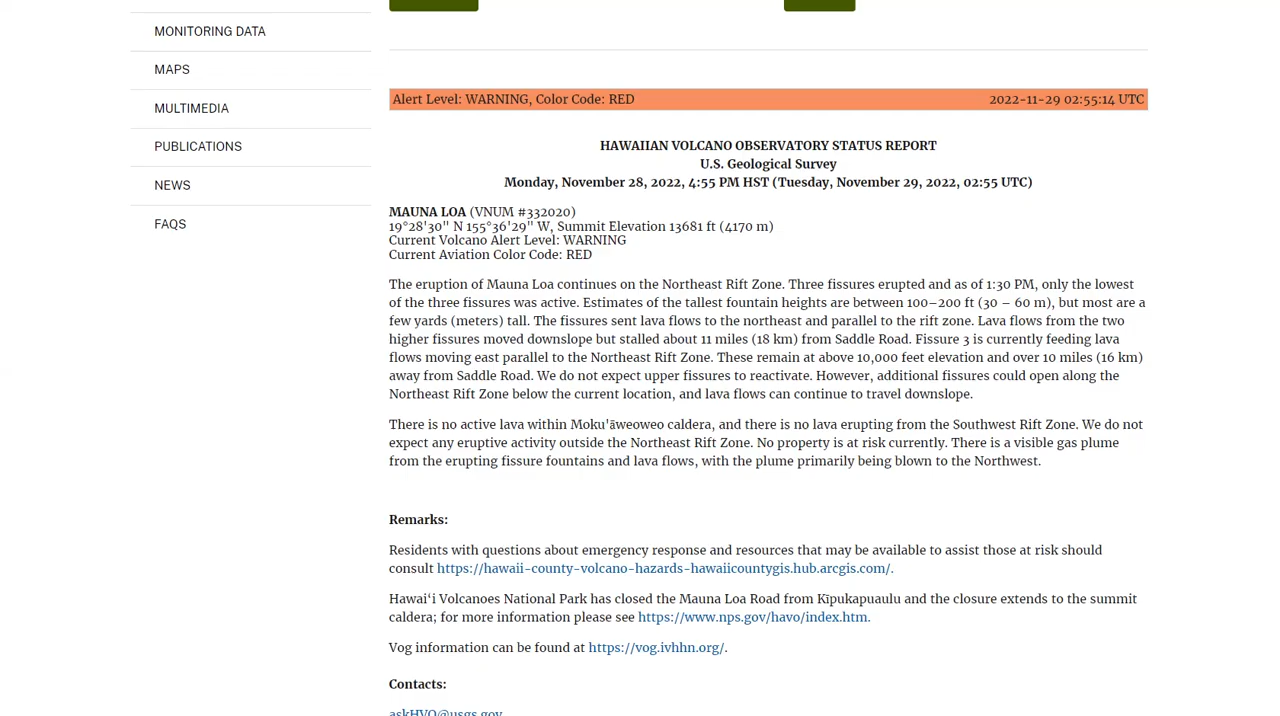 MONITORING DATA
MAPS
MULTIMEDIA
PUBLICATIONS
NEWS
FAQS
Alert Level: WARNING, Color Code: RED 2022-11-29 02:55:14 UTC
HAWAIIAN VOLCANO OBSERVATORY STATUS REPORT
U.S. Geological Survey
Monday, November 28, 2022, 4:55 PM HST (Tuesday, November 29, 2022, 02:55 UTC)
MAUNA LOA (VNUM #332020)
19°28'30" N 155°36'29" W, Summit Elevation 13681 ft (4170 m)
Current Volcano Alert Level: WARNING
Current Aviation Color Code: RED
The eruption of Mauna Loa continues on the Northeast Rift Zone. Three fissures erupted and as of 1:30 PM, only the lowest
of the three fissures was active. Estimates of the tallest fountain heights are between 100–200 ft (30 – 60 m), but most are a
few yards (meters) tall. The fissures sent lava flows to the northeast and parallel to the rift zone. Lava flows from the two
higher fissures moved downslope but stalled about 11 miles (18 km) from Saddle Road. Fissure 3 is currently feeding lava
flows moving east parallel to the Northeast Rift Zone. These remain at above 10,000 feet elevation and over 10 miles (16 km)
away from Saddle Road. We do not expect upper fissures to reactivate. However, additional fissures could open along the
Northeast Rift Zone below the current location, and lava flows can continue to travel downslope.
There is no active lava within Moku'āweoweo caldera, and there is no lava erupting from the Southwest Rift Zone. We do not
expect any eruptive activity outside the Northeast Rift Zone. No property is at risk currently. There is a visible gas plume
from the erupting fissure fountains and lava flows, with the plume primarily being blown to the Northwest.
Remarks:
Residents with questions about emergency response and resources that may be available to assist those at risk should
consult https://hawaii-county-volcano-hazards-hawaiicountygis.hub.arcgis.com/.
Hawaiʻi Volcanoes National Park has closed the Mauna Loa Road from Kīpukapuaulu and the closure extends to the summit
caldera; for more information please see https://www.nps.gov/havo/index.htm.
Vog information can be found at https://vog.ivhhn.org/.
Contacts:
askHVO@usgs.gov